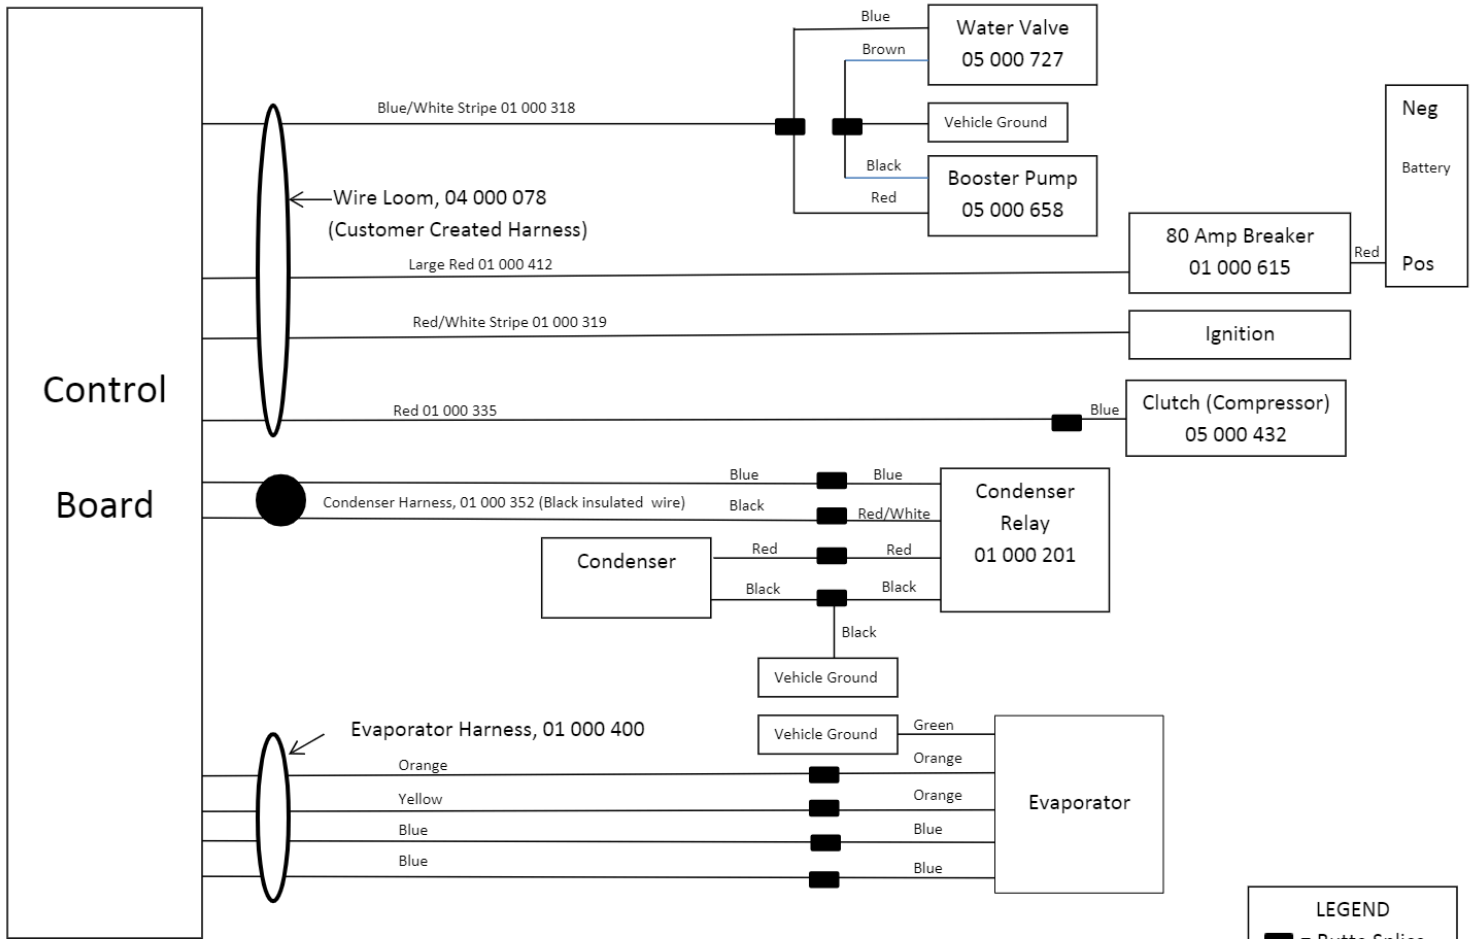 Blue
Water Valve
05 000 727
Brown
Blue/White Stripe 01 000 318
Vehicle Ground
Neg
Battery
Pos
Black
Booster Pump
05 000 658
Red
Wire Loom, 04 000 078
(Customer Created Harness)
80 Amp Breaker
01 000 615
Red
Large Red 01 000 412
Red/White Stripe 01 000 319
Ignition
Control
Board
Red 01 000 335
Blue
Clutch (Compressor)
05 000 432
Blue
Blue
Condenser Harness, 01 000 352 (Black insulated wire)
Black
Red/White
Condenser
Relay
01 000 201
Condenser
Red
Red
Black
Black
Black
Vehicle Ground
Evaporator Harness, 01 000 400
Vehicle Ground
Green
Orange
Orange
Yellow
Orange
Evaporator
Blue
Blue
Blue
Blue
LEGEND
= Butte Splice